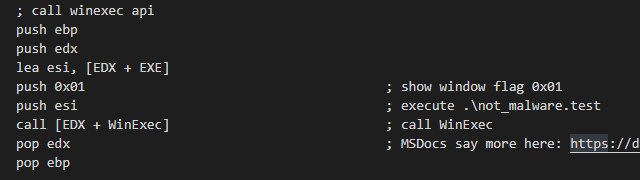 ; call winexec api
push ebp
push edx
lea esi, [EDX + EXE]
push 0x01 ; show window flag 0x01
push esi ; execute .\not_malware.test
call [EDX + WinExec] ; call WinExec
pop edx ; MSDocs say more here: https://d
pop ebp